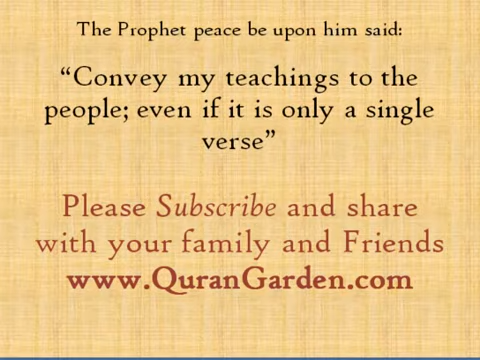 The Prophet peace be upon him said:
“Convey my teachings to the
people; even if it is only a single
verse”
Please Subscribe and share
with your family and Friends
www.QuranGarden.com